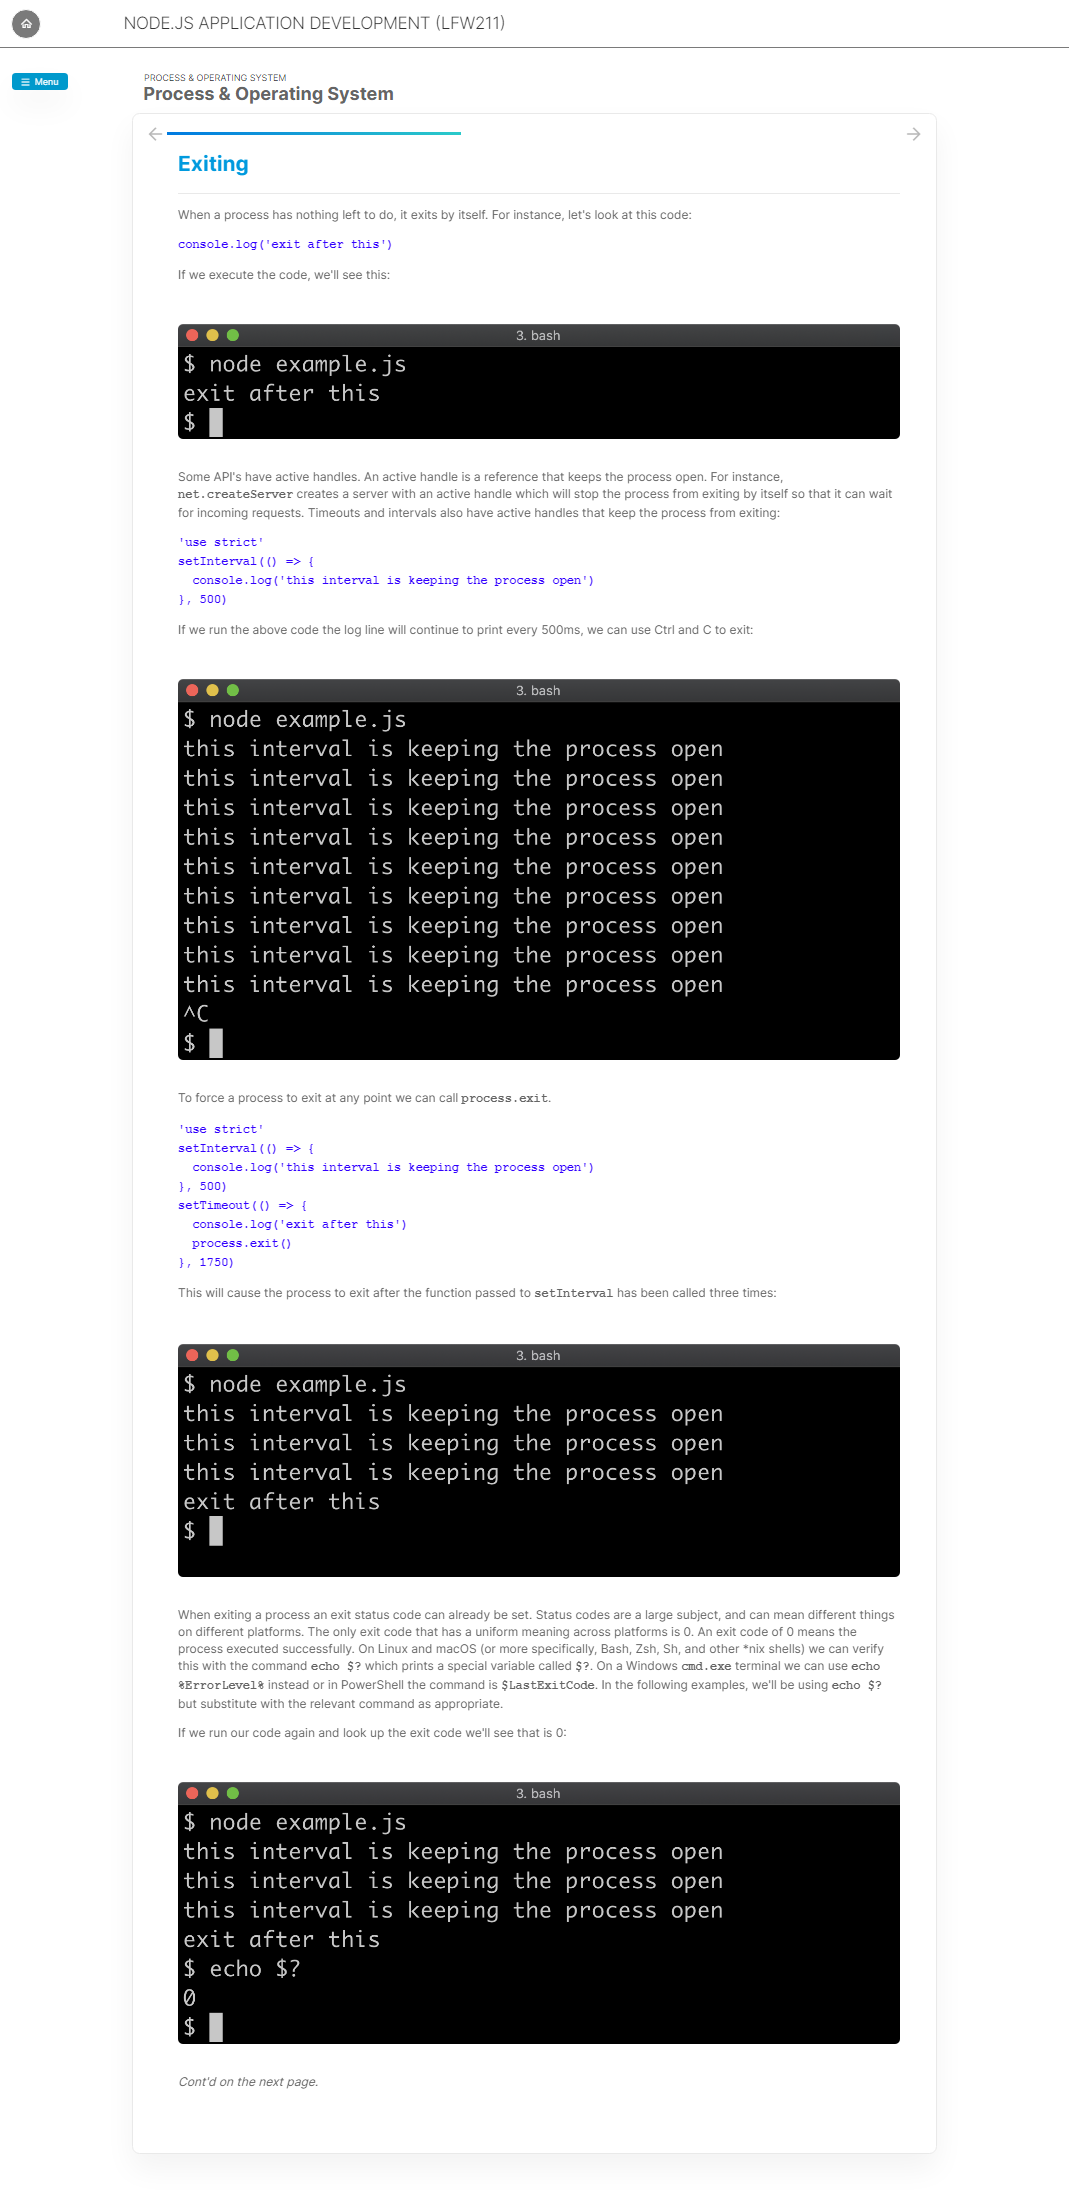 NODE.JS APPLICATION DEVELOPMENT (LFW211)
Menu
PROCESS & OPERATING SYSTEM
Process & Operating System
Exiting
When a process has nothing left to do, it exits by itself. For instance, let's look at this code:
console.log('exit after this')
If we execute the code, we'll see this:
3. bash
$ node example.js
exit after this
$
Some API's have active handles. An active handle is a reference that keeps the process open. For instance,
net.createServer creates a server with an active handle which will stop the process from exiting by itself so that it can wait
for incoming requests. Timeouts and intervals also have active handles that keep the process from exiting:
'use strict'
setInterval(() => {
  console.log('this interval is keeping the process open')
}, 500)
If we run the above code the log line will continue to print every 500ms, we can use Ctrl and C to exit:
3. bash
$ node example.js
this interval is keeping the process open
this interval is keeping the process open
this interval is keeping the process open
this interval is keeping the process open
this interval is keeping the process open
this interval is keeping the process open
this interval is keeping the process open
this interval is keeping the process open
this interval is keeping the process open
^C
$
To force a process to exit at any point we can call process.exit.
'use strict'
setInterval(() => {
  console.log('this interval is keeping the process open')
}, 500)
setTimeout(() => {
  console.log('exit after this')
  process.exit()
}, 1750)
This will cause the process to exit after the function passed to setInterval has been called three times:
3. bash
$ node example.js
this interval is keeping the process open
this interval is keeping the process open
this interval is keeping the process open
exit after this
$
When exiting a process an exit status code can already be set. Status codes are a large subject, and can mean different things
on different platforms. The only exit code that has a uniform meaning across platforms is 0. An exit code of 0 means the
process executed successfully. On Linux and macOS (or more specifically, Bash, Zsh, Sh, and other *nix shells) we can verify
this with the command echo $? which prints a special variable called $?. On a Windows cmd.exe terminal we can use echo
%ErrorLevel% instead or in PowerShell the command is $LastExitCode. In the following examples, we'll be using echo $?
but substitute with the relevant command as appropriate.
If we run our code again and look up the exit code we'll see that is 0:
3. bash
$ node example.js
this interval is keeping the process open
this interval is keeping the process open
this interval is keeping the process open
exit after this
$ echo $?
0
$
Cont'd on the next page.